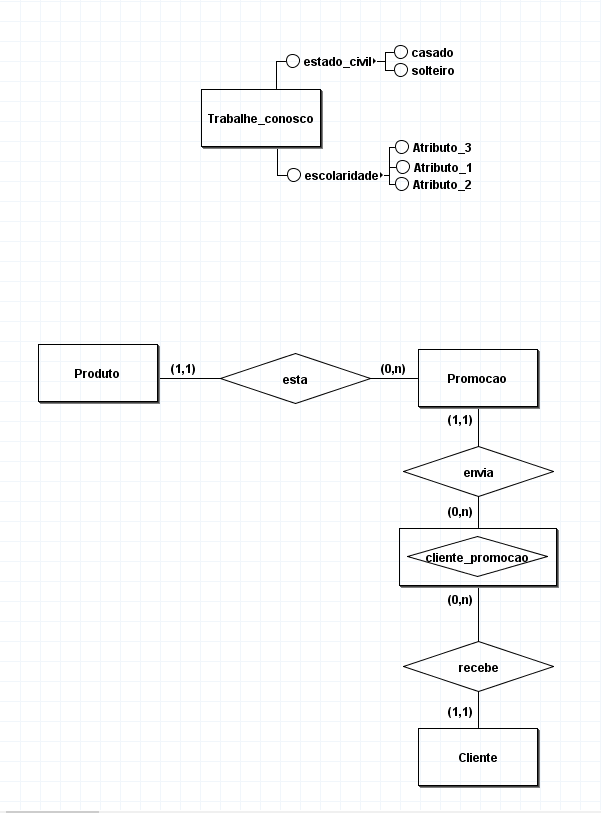 estado_civil
casado
solteiro
Trabalhe_conosco
escolaridade
Atributo_3
Atributo_1
Atributo_2
Produto
(1,1)
esta
(0,n)
Promocao
(1,1)
envia
(0,n)
cliente_promocao
(0,n)
recebe
(1,1)
Cliente